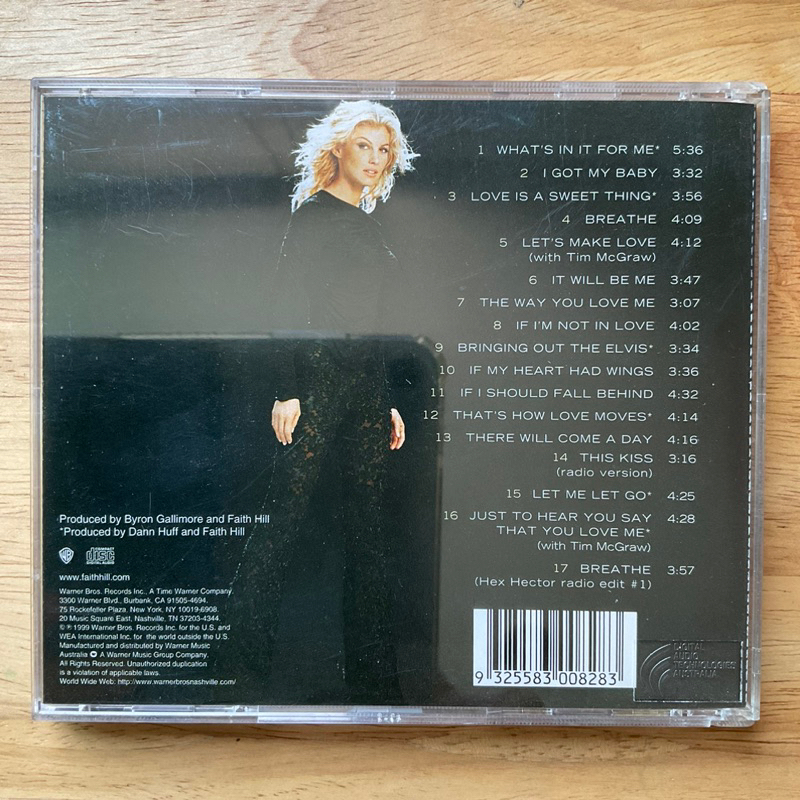 1 WHAT'S IN IT FOR ME* 5:36
2 I GOT MY BABY 3:32
3 LOVE IS A SWEET THING* 3:56
4 BREATHE 4:09
5 LET'S MAKE LOVE 4:12
(with Tim McGraw)
6 IT WILL BE ME 3:47
7 THE WAY YOU LOVE ME 3:07
8 IF I'M NOT IN LOVE 4:02
9 BRINGING OUT THE ELVIS* 3:34
10 IF MY HEART HAD WINGS 3:36
11 IF I SHOULD FALL BEHIND 4:32
12 THAT'S HOW LOVE MOVES* 4:14
13 THERE WILL COME A DAY 4:16
14 THIS KISS 3:16
(radio version)
15 LET ME LET GO* 4:25
16 JUST TO HEAR YOU SAY 4:28
THAT YOU LOVE ME*
(with Tim McGraw)
17 BREATHE 3:57
(Hex Hector radio edit #1)
Produced by Byron Gallimore and Faith Hill
*Produced by Dann Huff and Faith Hill
WB COMPACT disc DIGITAL AUDIO
www.faithhill.com
Warner Bros. Records Inc., A Time Warner Company.
3300 Warner Blvd., Burbank, CA 91505-4694.
75 Rockefeller Plaza, New York, NY 10019-6908.
20 Music Square East, Nashville, TN 37203-4344.
© ℗ 1999 Warner Bros. Records Inc. for the U.S. and
WEA International Inc. for the world outside the U.S.
Manufactured and distributed by Warner Music
Australia A Warner Music Group Company.
All Rights Reserved. Unauthorized duplication
is a violation of applicable laws.
World Wide Web: http://www.warnerbrosnashville.com/
9 325583 008283
DIGITAL
AUDIO
TECHNOLOGIES
AUSTRALIA